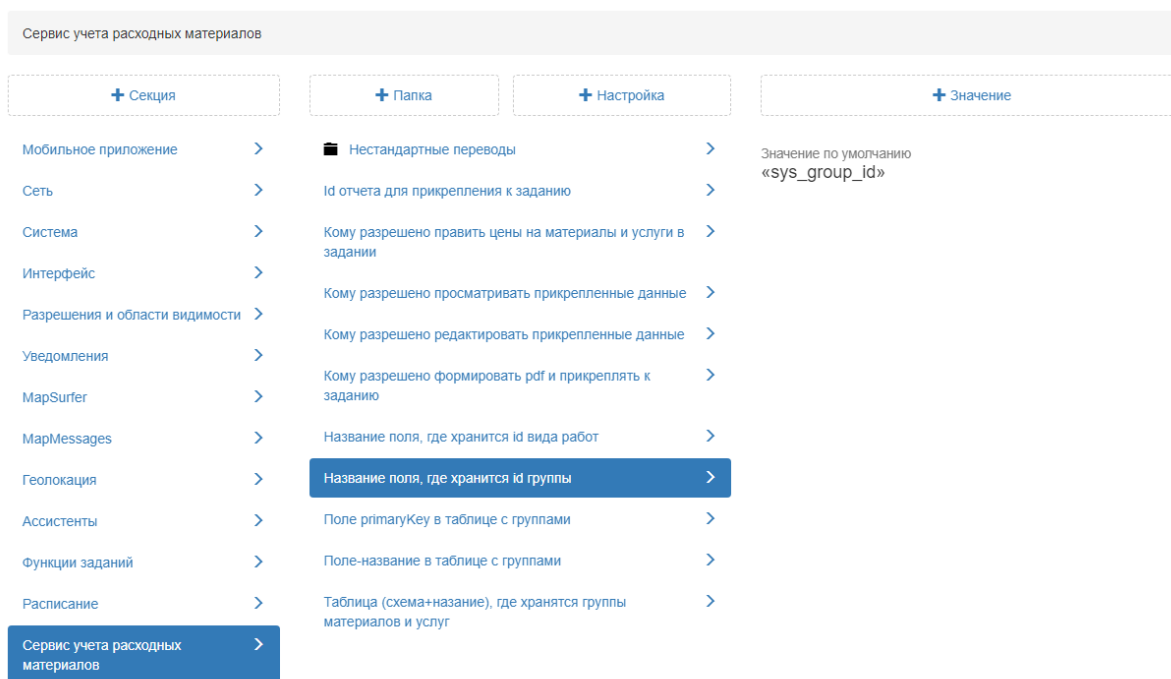 Сервис учета расходных материалов
+ Секция
+ Папка
+ Настройка
+ Значение
Мобильное приложение
Сеть
Система
Интерфейс
Разрешения и области видимости
Уведомления
MapSurfer
MapMessages
Геолокация
Ассистенты
Функции заданий
Расписание
Сервис учета расходных
материалов
Нестандартные переводы
Id отчета для прикрепления к заданию
Кому разрешено править цены на материалы и услуги в
задании
Кому разрешено просматривать прикрепленные данные
Кому разрешено редактировать прикрепленные данные
Кому разрешено формировать pdf и прикреплять к
заданию
Название поля, где хранится id вида работ
Название поля, где хранится id группы
Поле primaryKey в таблице с группами
Поле-название в таблице с группами
Таблица (схема+назание), где хранятся группы
материалов и услуг
Значение по умолчанию
«sys_group_id»